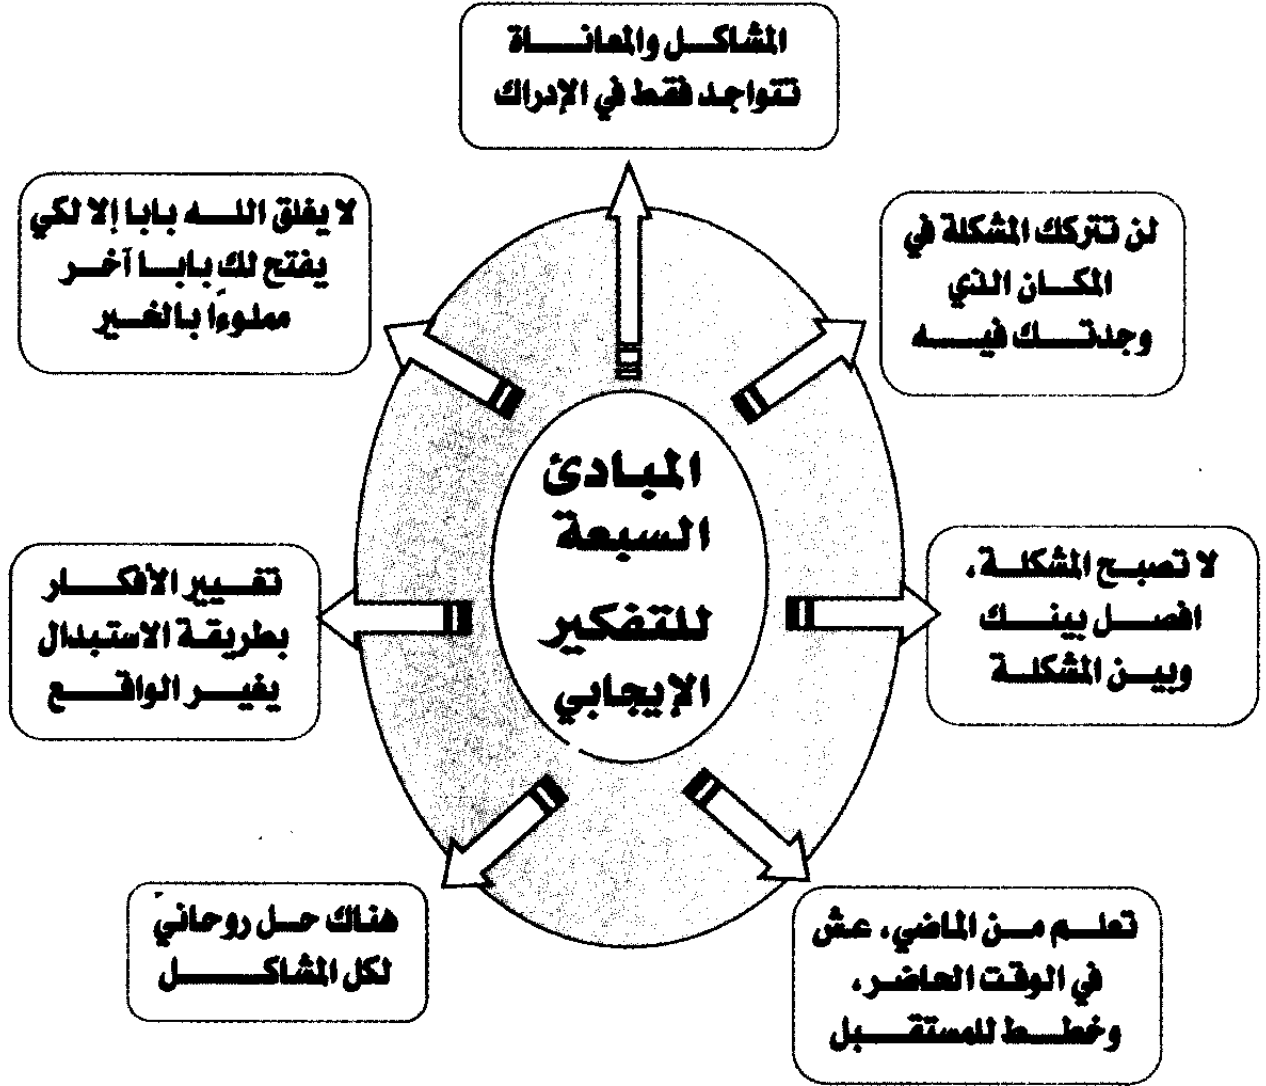 المشاكل والمعاناة
تتواجد فقط في الإدراك
لن تتركك المشكلة في
المكان الذي
وجدتك فيه
لا تصبح المشكلة،
افصل بينك
وبين المشكلة
تعلم من الماضي، عش
في الوقت الحاضر،
وخطط للمستقبل
هناك حل روحاني
لكل المشاكل
تغيير الأفكار
بطريقة الاستبدال
يغير الواقع
لا يغلق الله بابا إلا لكي
يفتح لك بابا آخر
مملوءًا بالخير
المبادئ
السبعة
للتفكير
الإيجابي